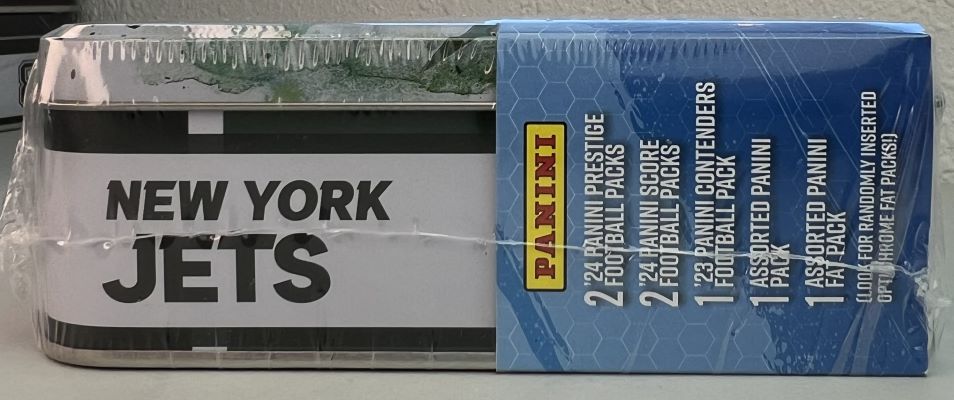 NEW YORK
JETS
PANINI
2 '24 PANINI PRESTIGE
FOOTBALL PACKS
2 '24 PANINI SCORE
FOOTBALL PACKS
1 '23 PANINI CONTENDERS
FOOTBALL PACK
1 ASSORTED PANINI
PACK
1 ASSORTED PANINI
FAT PACK
(LOOK FOR RANDOMLY INSERTED
OPTICHROME FAT PACKS!)